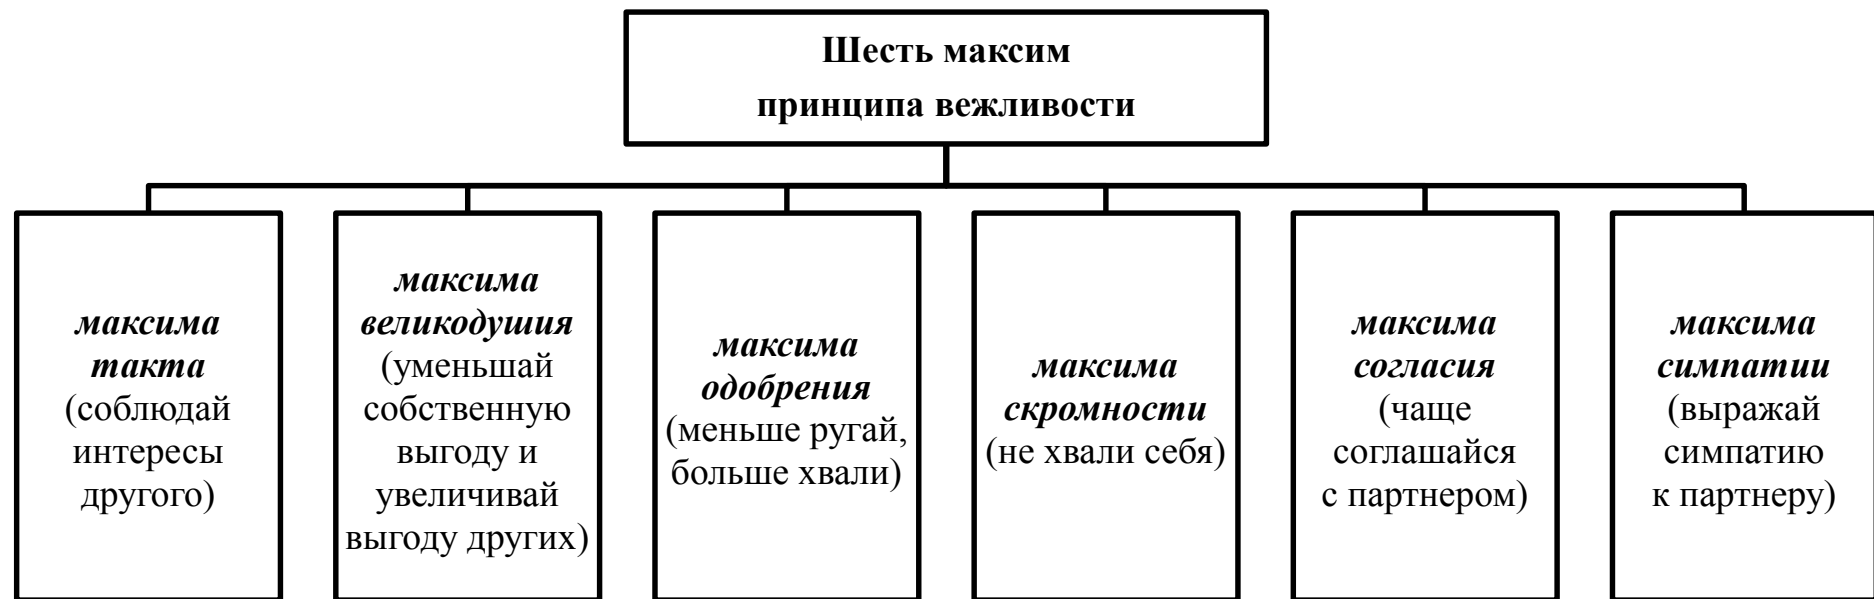 Шесть максим
принципа вежливости
максима
такта
(соблюдай
интересы
другого)
максима
великодушия
(уменьшай
собственную
выгоду и
увеличивай
выгоду других)
максима
одобрения
(меньше ругай,
больше хвали)
максима
скромности
(не хвали себя)
максима
согласия
(чаще
соглашайся
с партнером)
максима
симпатии
(выражай
симпатию
к партнеру)